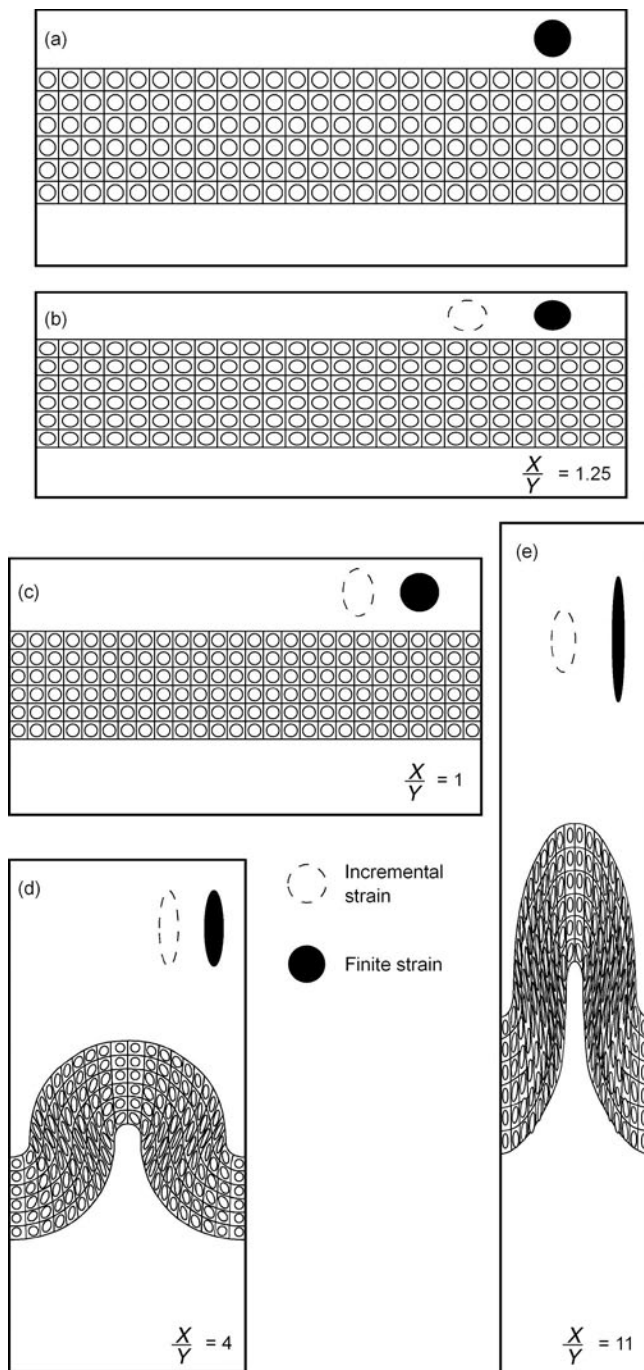 (a)
(b)
X/Y = 1.25
(c)
X/Y = 1
(d)
X/Y = 4
Incremental
strain
Finite strain
(e)
X/Y = 11